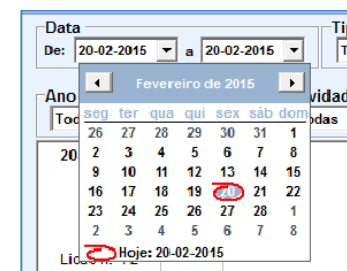 Data
Ti
De: 20-02-2015 a 20-02-2015
Fevereiro de 2015
Ano
vidad
seg ter qua qui sex sáb dom
Tod
odas
26 27 28 29 30 31 1
2 3 4 5 6 7 8
20
9 10 11 12 13 14 15
16 17 18 19 20 21 22
23 24 25 26 27 28 1
2 3 4 5 6 7 8
Hoje: 20-02-2015